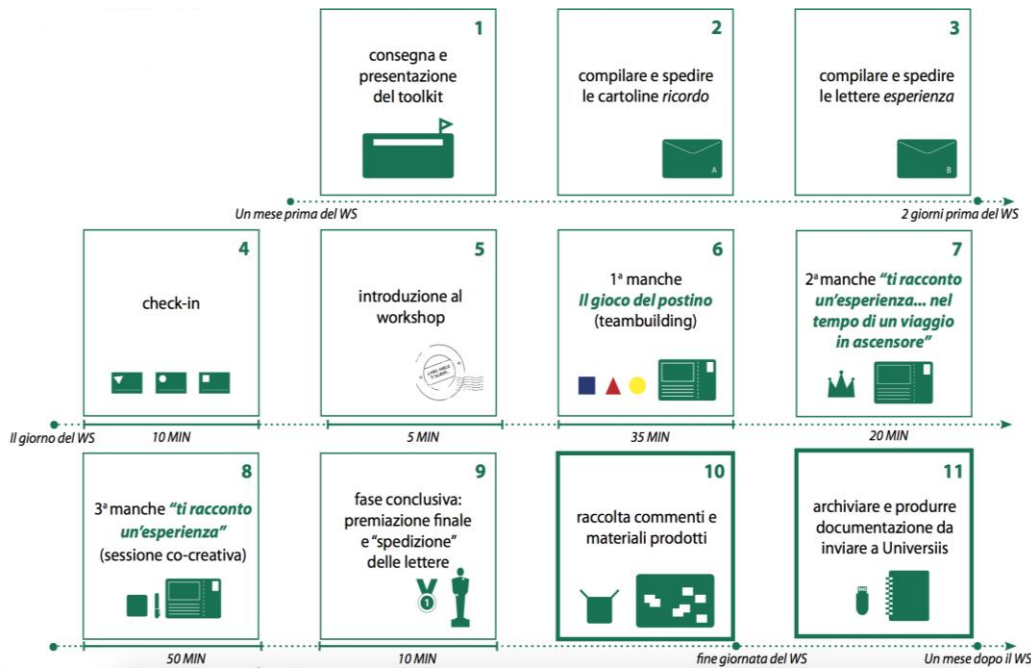 1
consegna e
presentazione
del toolkit
2
compilare e spedire
le cartoline ricordo
A
3
compilare e spedire
le lettere esperienza
B
Un mese prima del WS
2 giorni prima del WS
4
check-in
5
introduzione al
workshop
6
1ª manche
Il gioco del postino
(teambuilding)
7
2ª manche “ti racconto
un’esperienza... nel
tempo di un viaggio
in ascensore”
Il giorno del WS
10 MIN
5 MIN
35 MIN
20 MIN
8
3ª manche “ti racconto
un’esperienza”
(sessione co-creativa)
9
fase conclusiva:
premiazione finale
e “spedizione”
delle lettere
1
10
raccolta commenti e
materiali prodotti
11
archiviare e produrre
documentazione da
inviare a Universiis
50 MIN
10 MIN
fine giornata del WS
Un mese dopo il WS